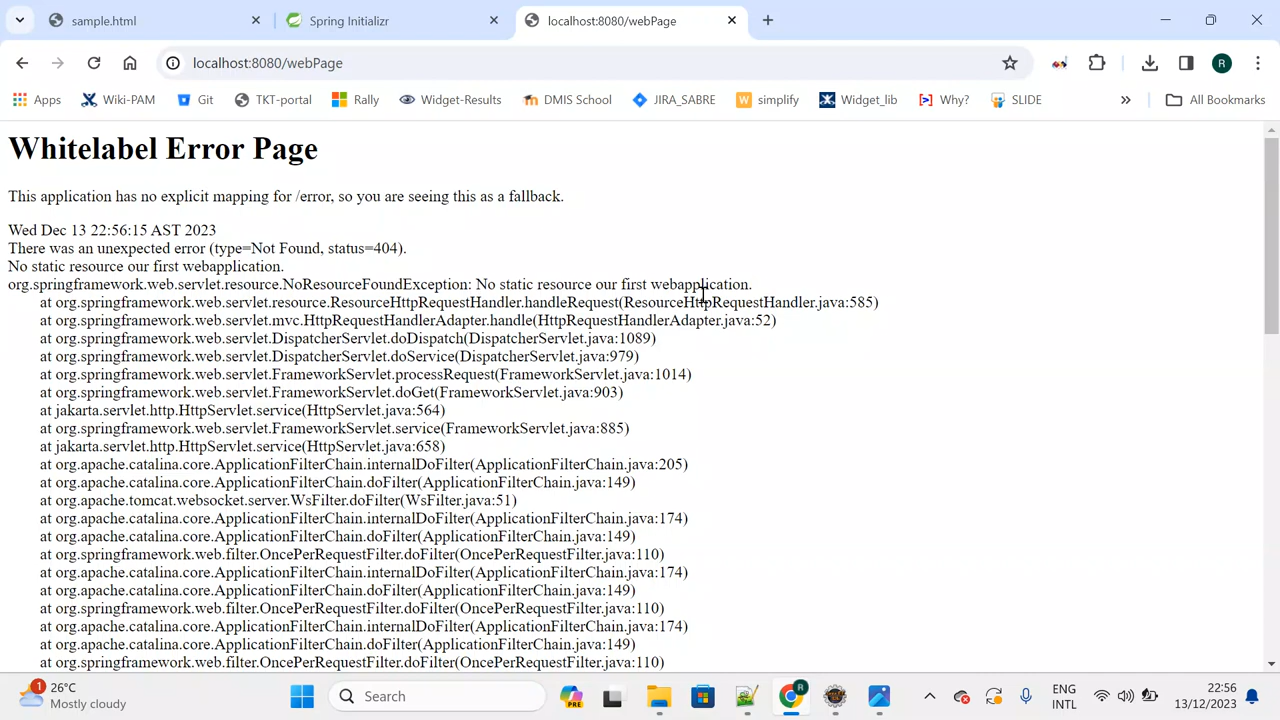 sample.html
Spring Initializr
localhost:8080/webPage
localhost:8080/webPage
R
Apps
Wiki-PAM
Git
TKT-portal
Rally
Widget-Results
DMIS School
JIRA_SABRE
W simplify
Widget_lib
Why?
SLIDE
All Bookmarks
Whitelabel Error Page
This application has no explicit mapping for /error, so you are seeing this as a fallback.
Wed Dec 13 22:56:15 AST 2023
There was an unexpected error (type=Not Found, status=404).
No static resource our first webapplication.
org.springframework.web.servlet.resource.NoResourceFoundException: No static resource our first webapplication.
at org.springframework.web.servlet.resource.ResourceHttpRequestHandler.handleRequest(ResourceHttpRequestHandler.java:585)
at org.springframework.web.servlet.mvc.HttpRequestHandlerAdapter.handle(HttpRequestHandlerAdapter.java:52)
at org.springframework.web.servlet.DispatcherServlet.doDispatch(DispatcherServlet.java:1089)
at org.springframework.web.servlet.DispatcherServlet.doService(DispatcherServlet.java:979)
at org.springframework.web.servlet.FrameworkServlet.processRequest(FrameworkServlet.java:1014)
at org.springframework.web.servlet.FrameworkServlet.doGet(FrameworkServlet.java:903)
at jakarta.servlet.http.HttpServlet.service(HttpServlet.java:564)
at org.springframework.web.servlet.FrameworkServlet.service(FrameworkServlet.java:885)
at jakarta.servlet.http.HttpServlet.service(HttpServlet.java:658)
at org.apache.catalina.core.ApplicationFilterChain.internalDoFilter(ApplicationFilterChain.java:205)
at org.apache.catalina.core.ApplicationFilterChain.doFilter(ApplicationFilterChain.java:149)
at org.apache.tomcat.websocket.server.WsFilter.doFilter(WsFilter.java:51)
at org.apache.catalina.core.ApplicationFilterChain.internalDoFilter(ApplicationFilterChain.java:174)
at org.apache.catalina.core.ApplicationFilterChain.doFilter(ApplicationFilterChain.java:149)
at org.springframework.web.filter.OncePerRequestFilter.doFilter(OncePerRequestFilter.java:110)
at org.apache.catalina.core.ApplicationFilterChain.internalDoFilter(ApplicationFilterChain.java:174)
at org.apache.catalina.core.ApplicationFilterChain.doFilter(ApplicationFilterChain.java:149)
at org.springframework.web.filter.OncePerRequestFilter.doFilter(OncePerRequestFilter.java:110)
at org.apache.catalina.core.ApplicationFilterChain.internalDoFilter(ApplicationFilterChain.java:174)
at org.apache.catalina.core.ApplicationFilterChain.doFilter(ApplicationFilterChain.java:149)
at org.springframework.web.filter.OncePerRequestFilter.doFilter(OncePerRequestFilter.java:110)
1
26°C
Mostly cloudy
Search
PRE
R
ENG
INTL
22:56
13/12/2023